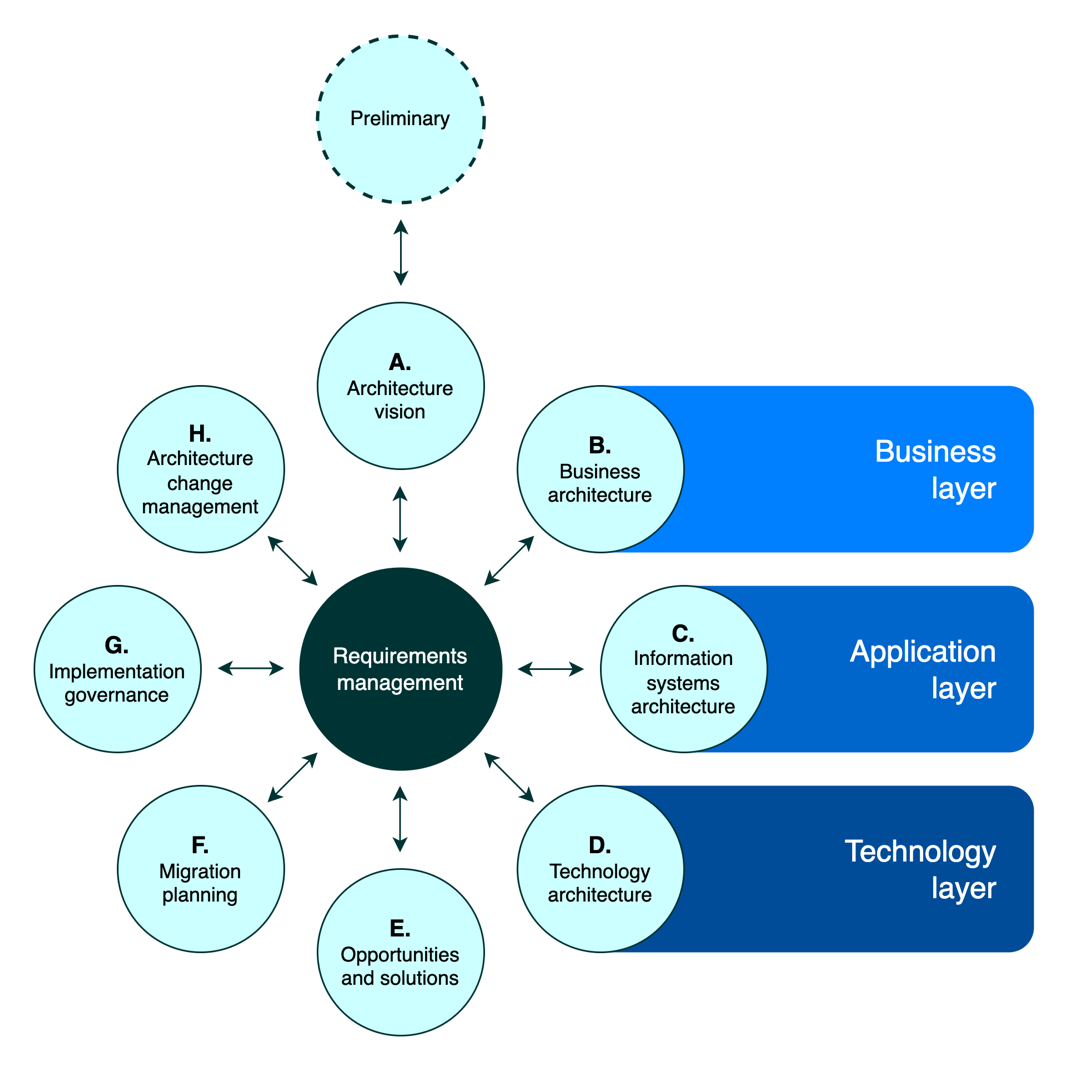 Preliminary
A.
Architecture
vision
H.
Architecture
change
management
B.
Business
architecture
Business
layer
G.
Implementation
governance
Requirements
management
C.
Information
systems
architecture
Application
layer
F.
Migration
planning
D.
Technology
architecture
Technology
layer
E.
Opportunities
and solutions